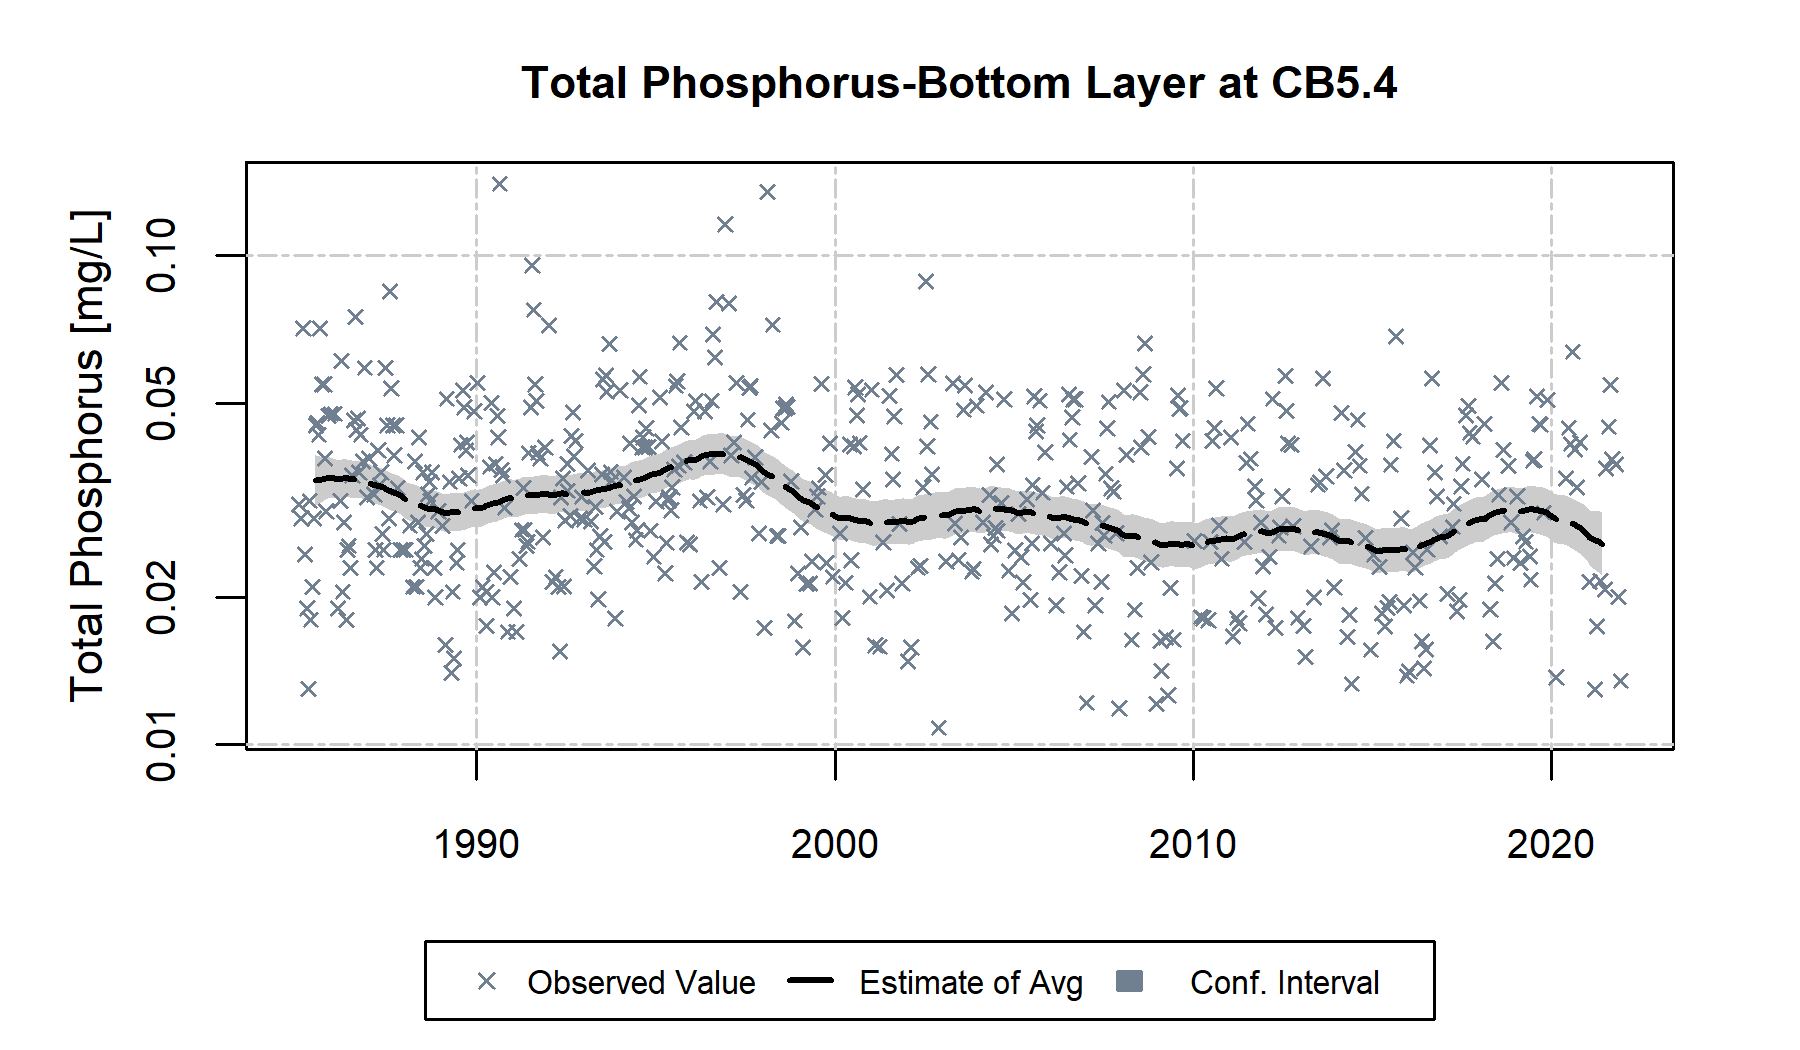 Total Phosphorus-Bottom Layer at CB5.4
Total Phosphorus [mg/L]
0.10
0.05
0.02
0.01
1990 2000 2010 2020
Observed Value Estimate of Avg Conf. Interval